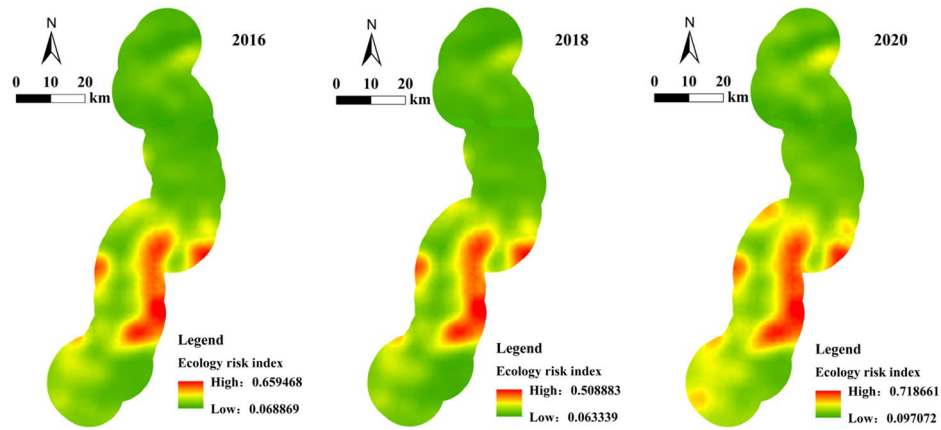 N
2016
0 10 20
km
Legend
Ecology risk index
High: 0.659468
Low: 0.068869
N
2018
0 10 20
km
Legend
Ecology risk index
High: 0.508883
Low: 0.063339
N
2020
0 10 20
km
Legend
Ecology risk index
High: 0.718661
Low: 0.097072